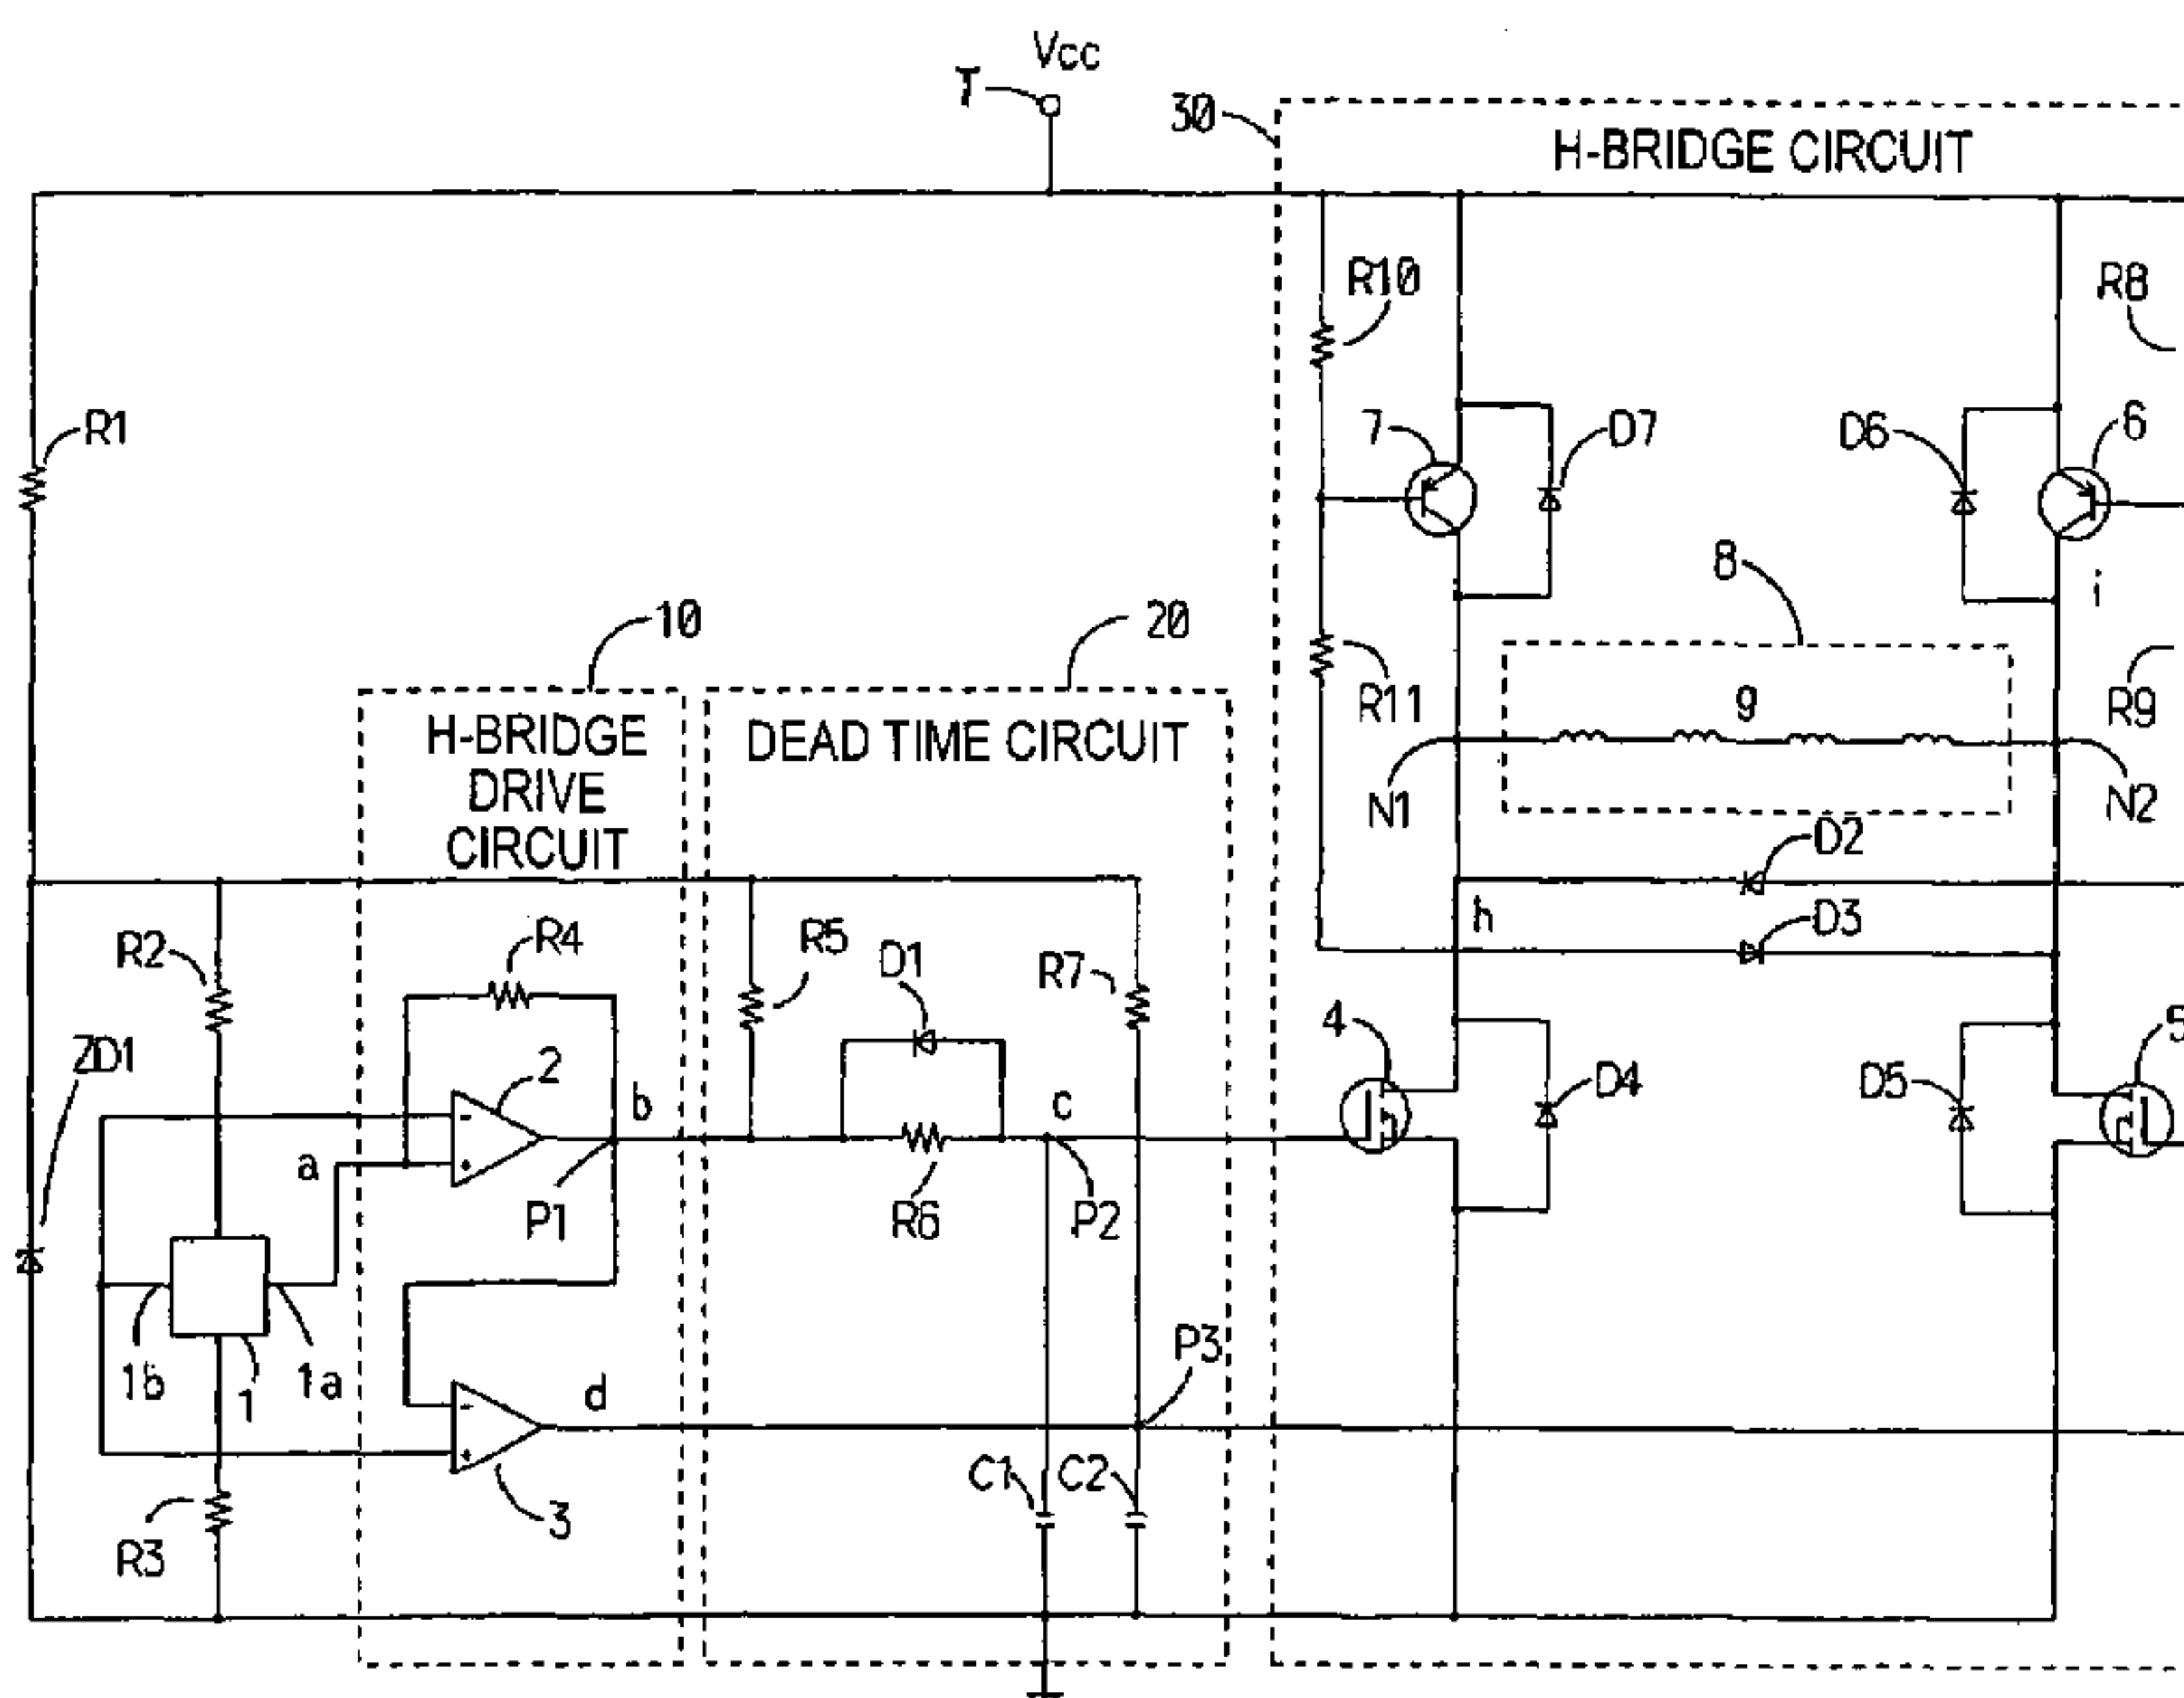 Vcc
T
30
H-BRIDGE CIRCUIT
R10
R8
R1
7
D7
D6
6
8
i
10
20
R11
9
R9
H-BRIDGE
DRIVE
CIRCUIT
DEAD TIME CIRCUIT
N1
N2
D2
h
D3
R2
R4
R5
D1
R7
ZD1
2
b
c
4
D4
D5
5
a
-
+
P1
R6
P2
1b
1
1a
d
P3
-
+
C1
C2
3
R3